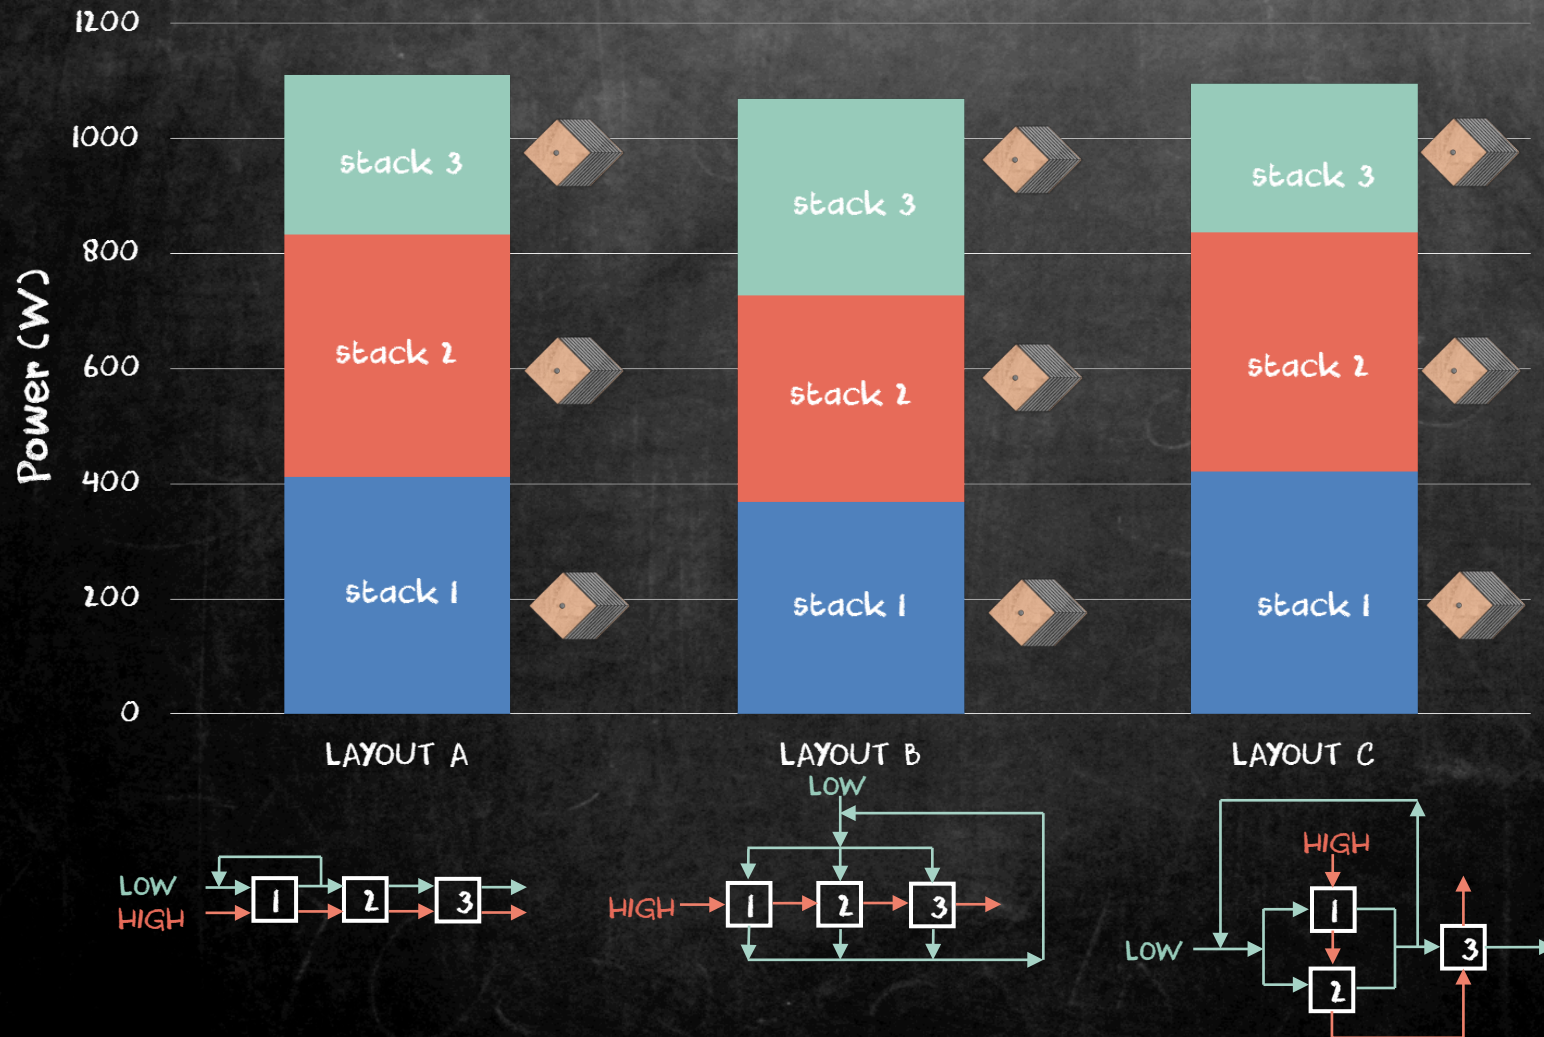 1200
1000
800
600
400
200
0
Power (W)
stack 3
stack 2
stack 1
stack 3
stack 2
stack 1
stack 3
stack 2
stack 1
LAYOUT A
LAYOUT B
LAYOUT C
LOW
HIGH
1
2
3
LOW
HIGH
1
2
3
HIGH
1
LOW
2
3